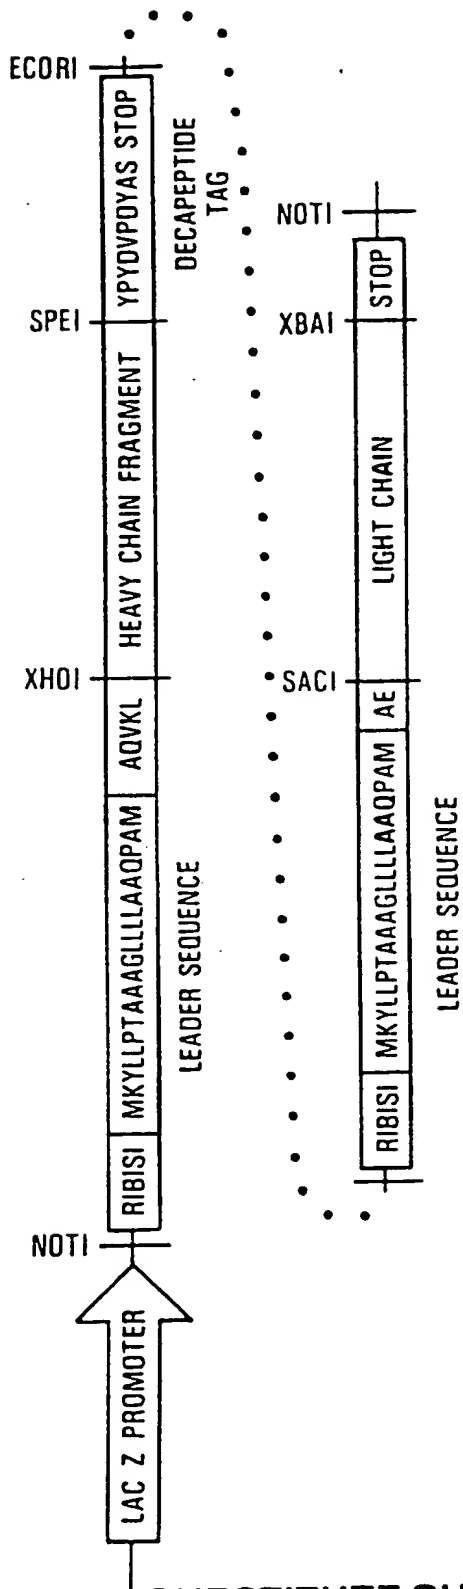 LAC Z PROMOTER
NOTI
RIBISI
MKYLLPTAAAGLLLLAAQPAM
LEADER SEQUENCE
AQVKL
XHOI
HEAVY CHAIN FRAGMENT
SPEI
YPYDVPDYAS STOP
DECAPEPTIDE
TAG
ECORI
RIBISI
MKYLLPTAAAGLLLLAAQPAM
LEADER SEQUENCE
AE
SACI
LIGHT CHAIN
XBAI
STOP
NOTI